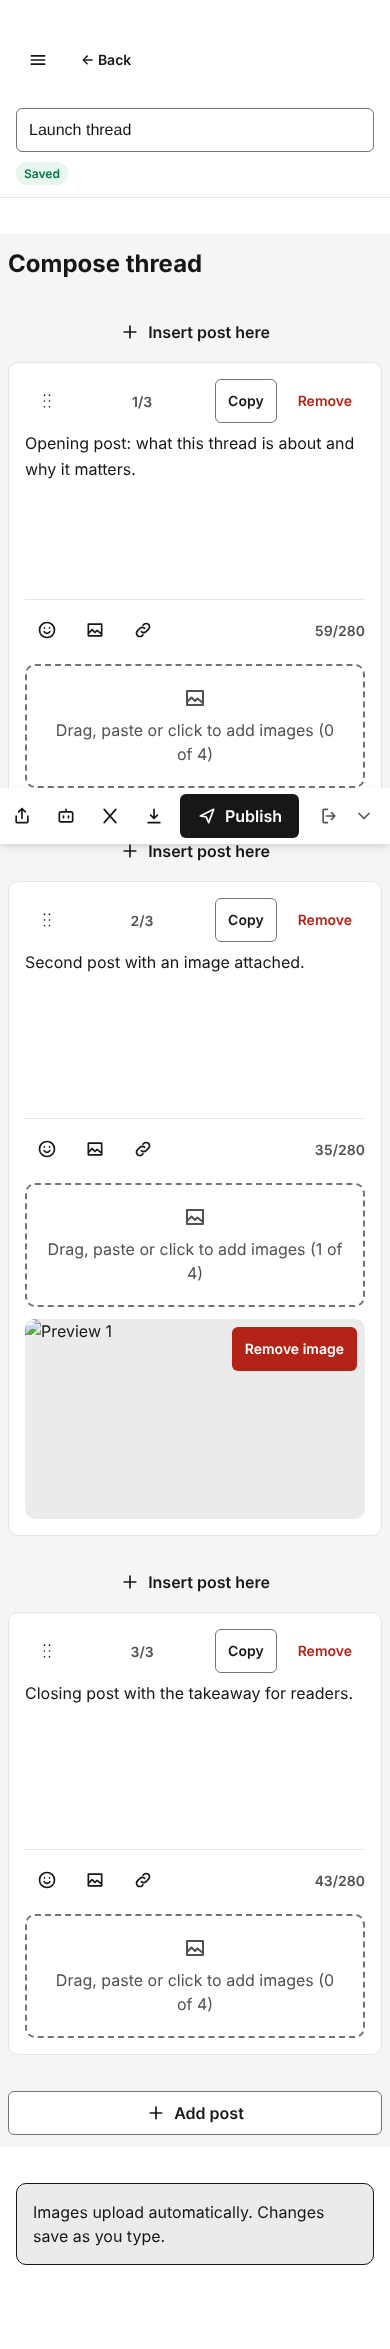 Back
Launch thread
Saved
Compose thread
Insert post here
1/3
Copy
Remove
Opening post: what this thread is about and
why it matters.
59/280
Drag, paste or click to add images (0
of 4)
Publish
Insert post here
2/3
Copy
Remove
Second post with an image attached.
35/280
Drag, paste or click to add images (1 of
4)
Preview 1
Remove image
Insert post here
3/3
Copy
Remove
Closing post with the takeaway for readers.
43/280
Drag, paste or click to add images (0
of 4)
Add post
Images upload automatically. Changes
save as you type.